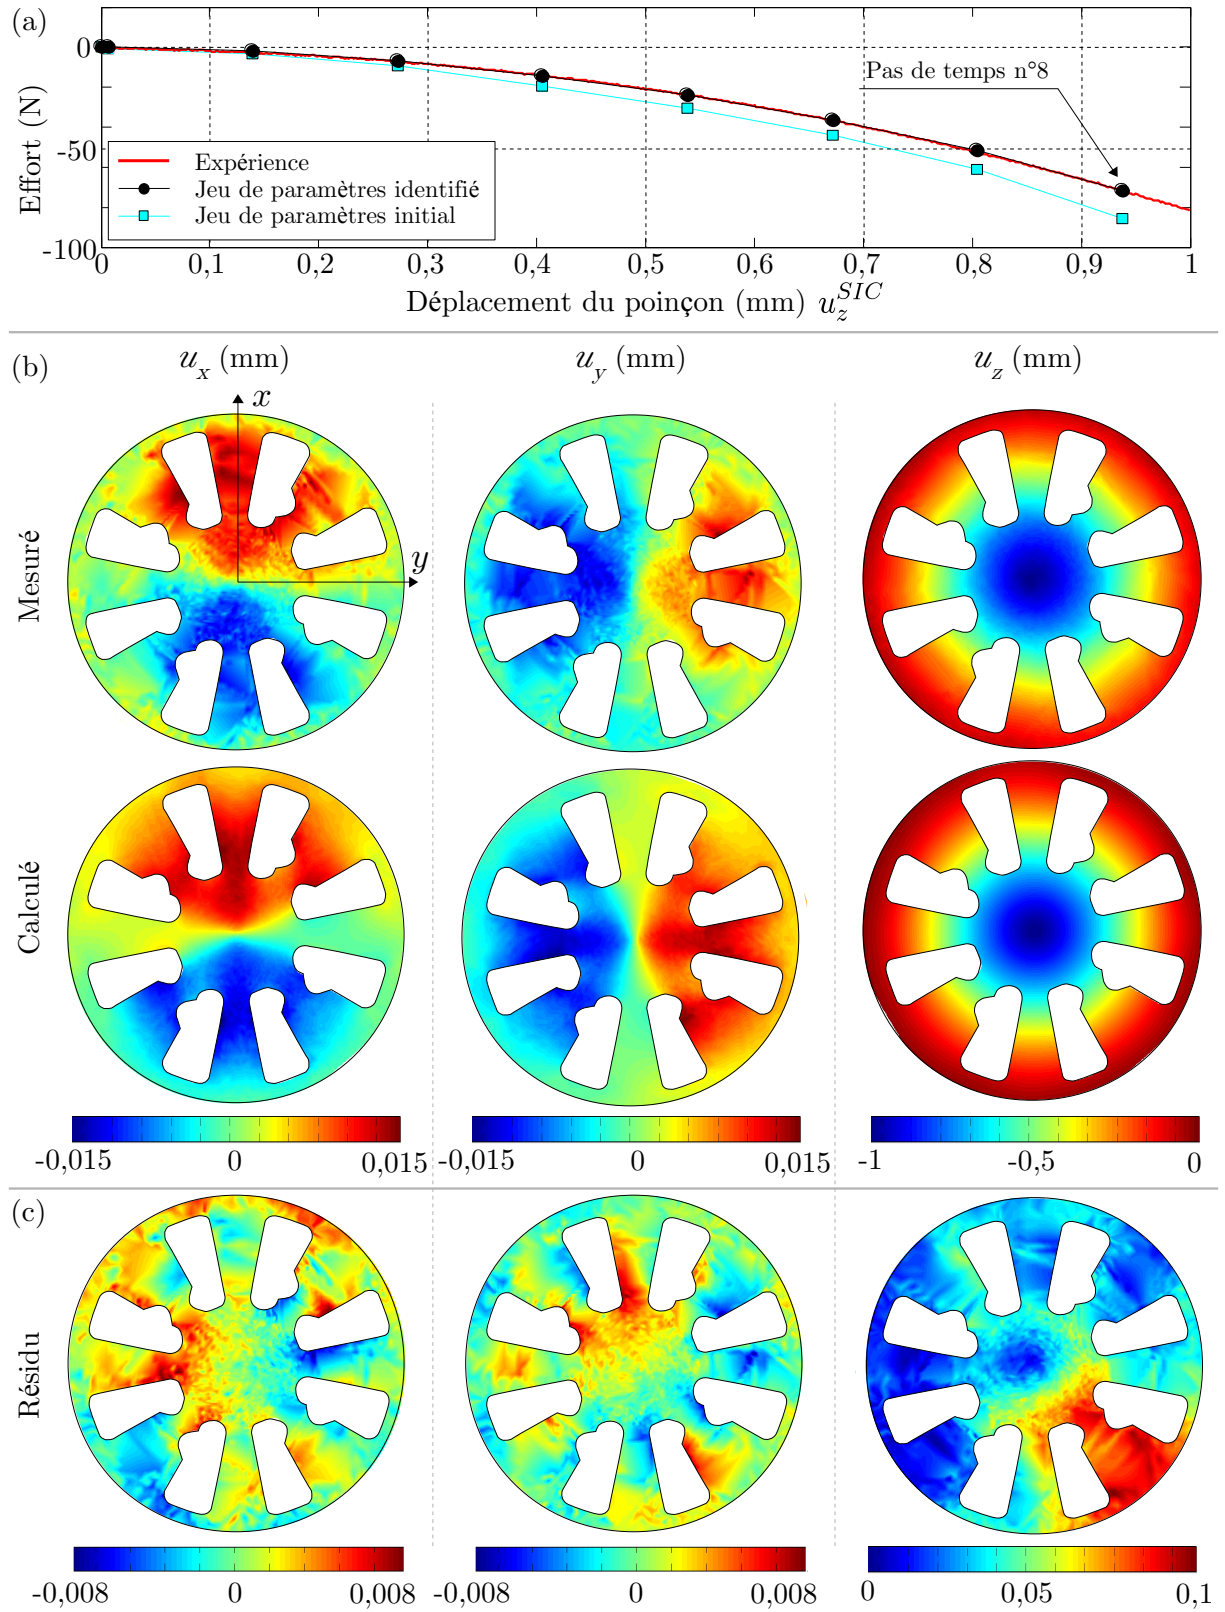 (a)
0
-50
-100
Effort (N)
Pas de temps n°8
Expérience
Jeu de paramètres identifié
Jeu de paramètres initial
0 0,1 0,2 0,3 0,4 0,5 0,6 0,7 0,8 0,9 1
Déplacement du poinçon (mm) u_z^SIC
(b)
u_x (mm) u_y (mm) u_z (mm)
x
y
Mesuré
Calculé
-0,015 0 0,015 -0,015 0 0,015 -1 -0,5 0
(c)
Résidu
-0,008 0 0,008 -0,008 0 0,008 0 0,05 0,1